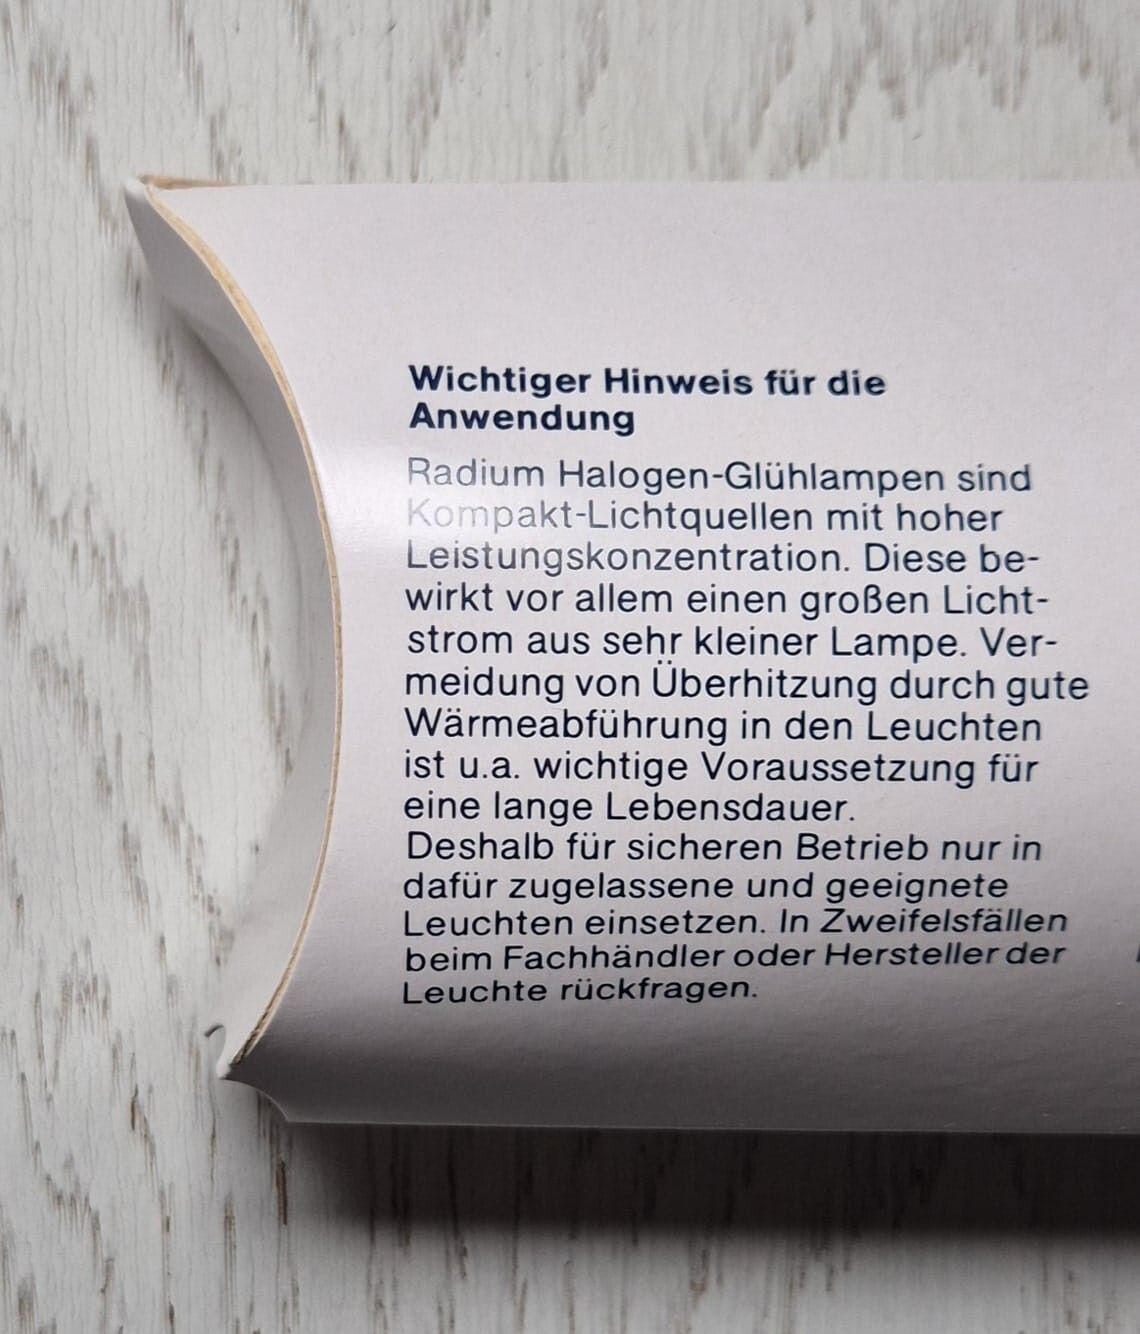 Wichtiger Hinweis für die
Anwendung
Radium Halogen-Glühlampen sind
Kompakt-Lichtquellen mit hoher
Leistungskonzentration. Diese be-
wirkt vor allem einen großen Licht-
strom aus sehr kleiner Lampe. Ver-
meidung von Überhitzung durch gute
Wärmeabführung in den Leuchten
ist u.a. wichtige Voraussetzung für
eine lange Lebensdauer.
Deshalb für sicheren Betrieb nur in
dafür zugelassene und geeignete
Leuchten einsetzen. In Zweifelsfällen
beim Fachhändler oder Hersteller der
Leuchte rückfragen.